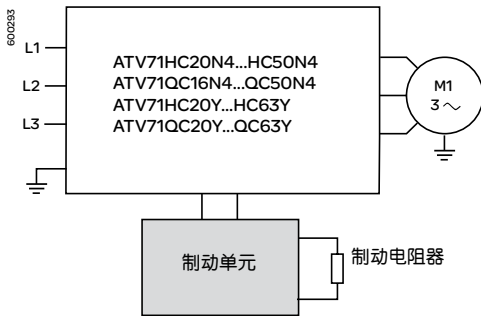 600293
L1
L2
L3
ATV71HC20N4...HC50N4
ATV71QC16N4...QC50N4
ATV71HC20Y...HC63Y
ATV71QC20Y...QC63Y
M1
3～
制动单元
制动电阻器